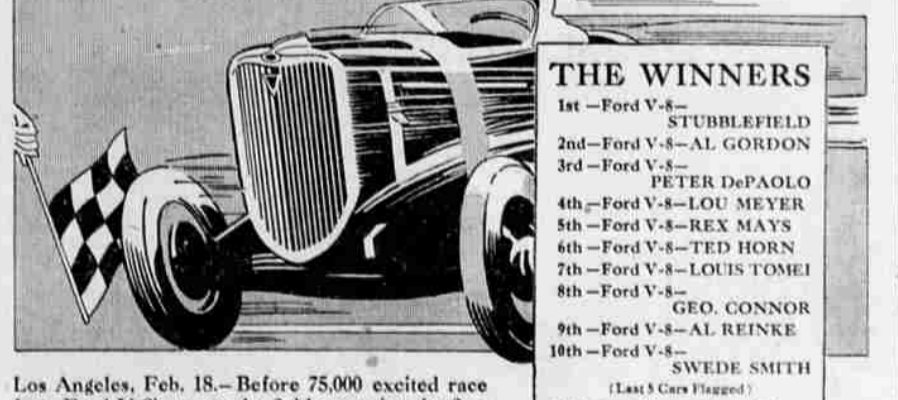 THE WINNERS
1st —Ford V-8—
STUBBLEFIELD
2nd—Ford V-8—AL GORDON
3rd —Ford V-8—
PETER DePAOLO
4th—Ford V-8—LOU MEYER
5th —Ford V-8—REX MAYS
6th —Ford V-8—TED HORN
7th —Ford V-8—LOUIS TOMEI
8th —Ford V-8—
GEO. CONNOR
9th —Ford V-8—AL REINKE
10th —Ford V-8—
SWEDE SMITH
(Last 5 Cars Flagged)
Los Angeles, Feb. 18.—Before 75,000 excited race